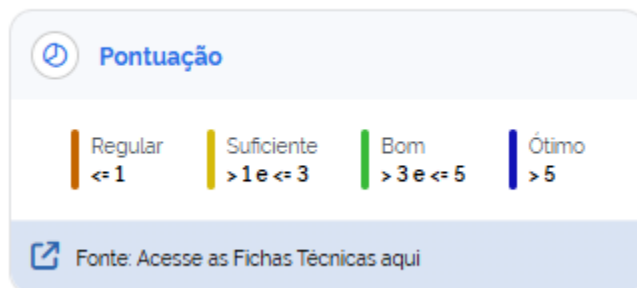 Pontuação
Regular Suficiente Bom Ótimo
<= 1 > 1 e <= 3 > 3 e <= 5 > 5
Fonte: Acesse as Fichas Técnicas aqui